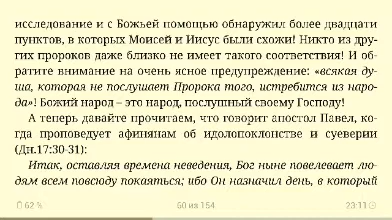 исследование и с Божьей помощью обнаружил более двадцати
пунктов, в которых Моисей и Иисус были схожи! Никто из дру-
гих пророков даже близко не имеет такого соответствия! И об-
ратите внимание на очень ясное предупреждение: «всякая ду-
ша, которая не послушает Пророка того, истребится из наро-
да»! Божий народ – это народ, послушный своему Господу!
А теперь давайте прочитаем, что говорит апостол Павел, ко-
гда проповедует афинянам об идолопоклонстве и суеверии
(Дн.17:30-31):
Итак, оставляя времена неведения, Бог ныне повелевает лю-
дям всем повсюду покаяться; ибо Он назначил день, в который
62 % 60 из 154 23:11